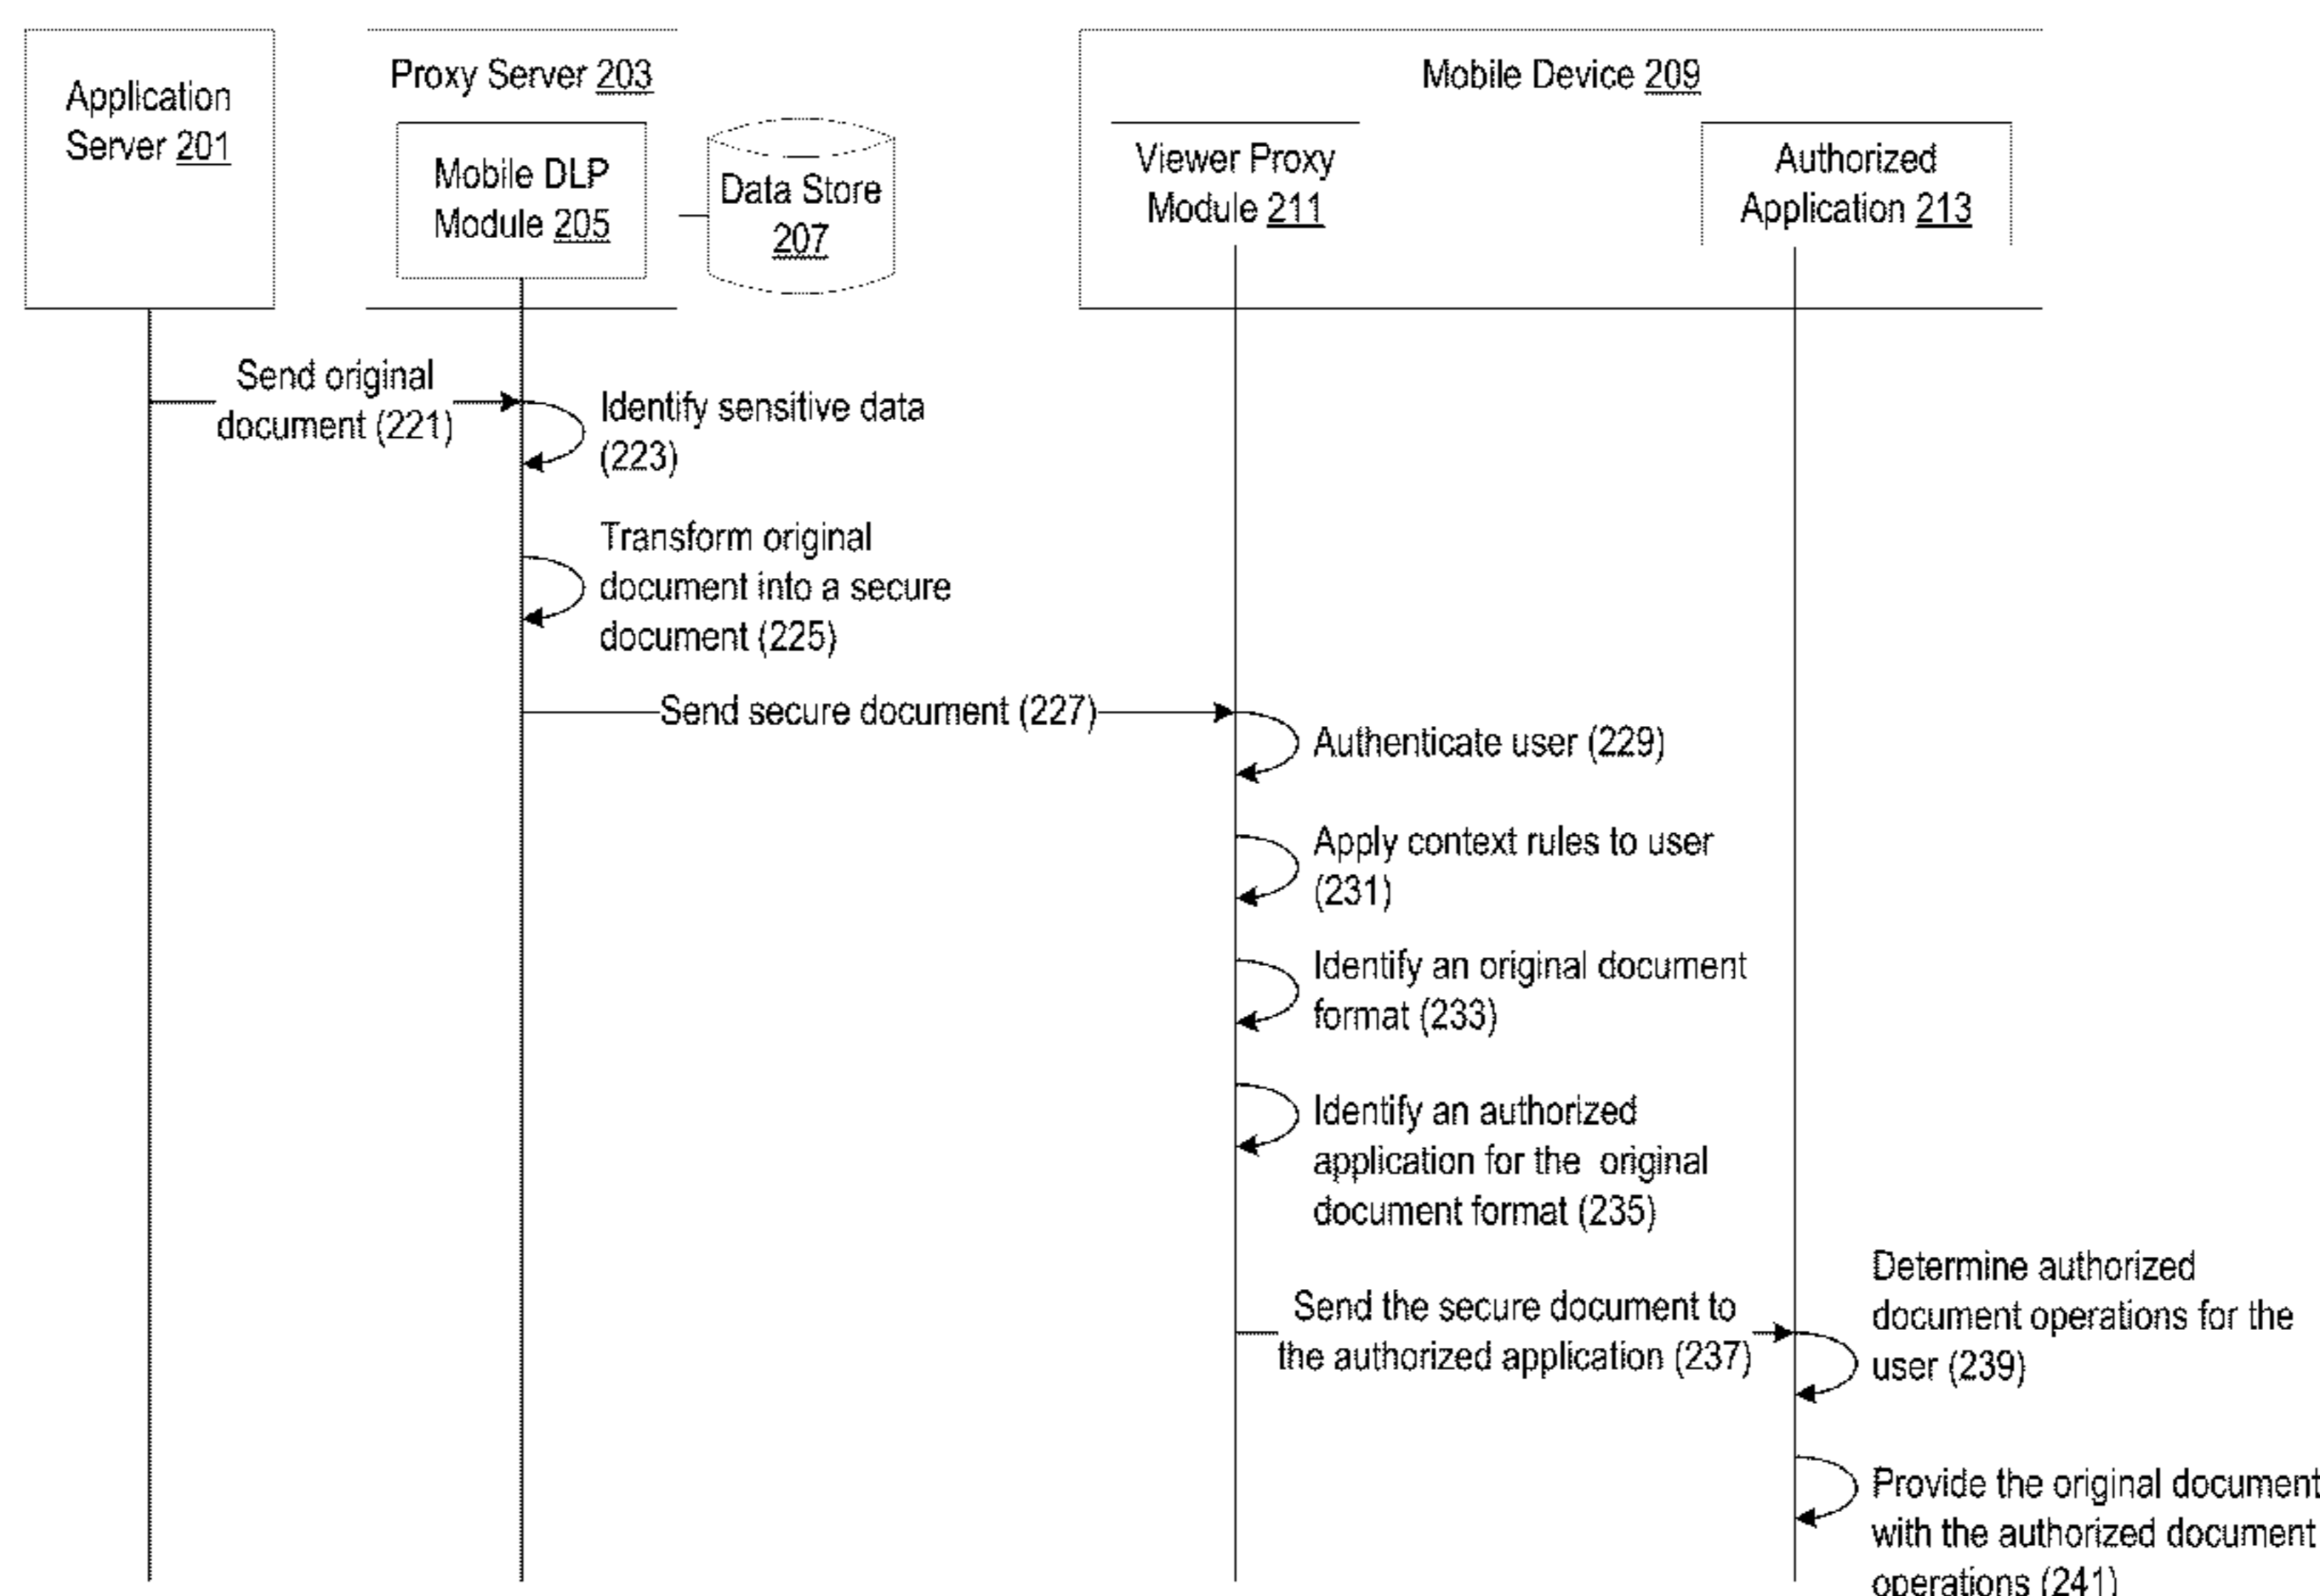 Application
Server 201
Proxy Server 203
Mobile DLP
Module 205
Data Store
207
Mobile Device 209
Viewer Proxy
Module 211
Authorized
Application 213
Send original
document (221)
Identify sensitive data
(223)
Transform original
document into a secure
document (225)
Send secure document (227)
Authenticate user (229)
Apply context rules to user
(231)
Identify an original document
format (233)
Identify an authorized
application for the original
document format (235)
Send the secure document to
the authorized application (237)
Determine authorized
document operations for the
user (239)
Provide the original document
with the authorized document
operations (241)